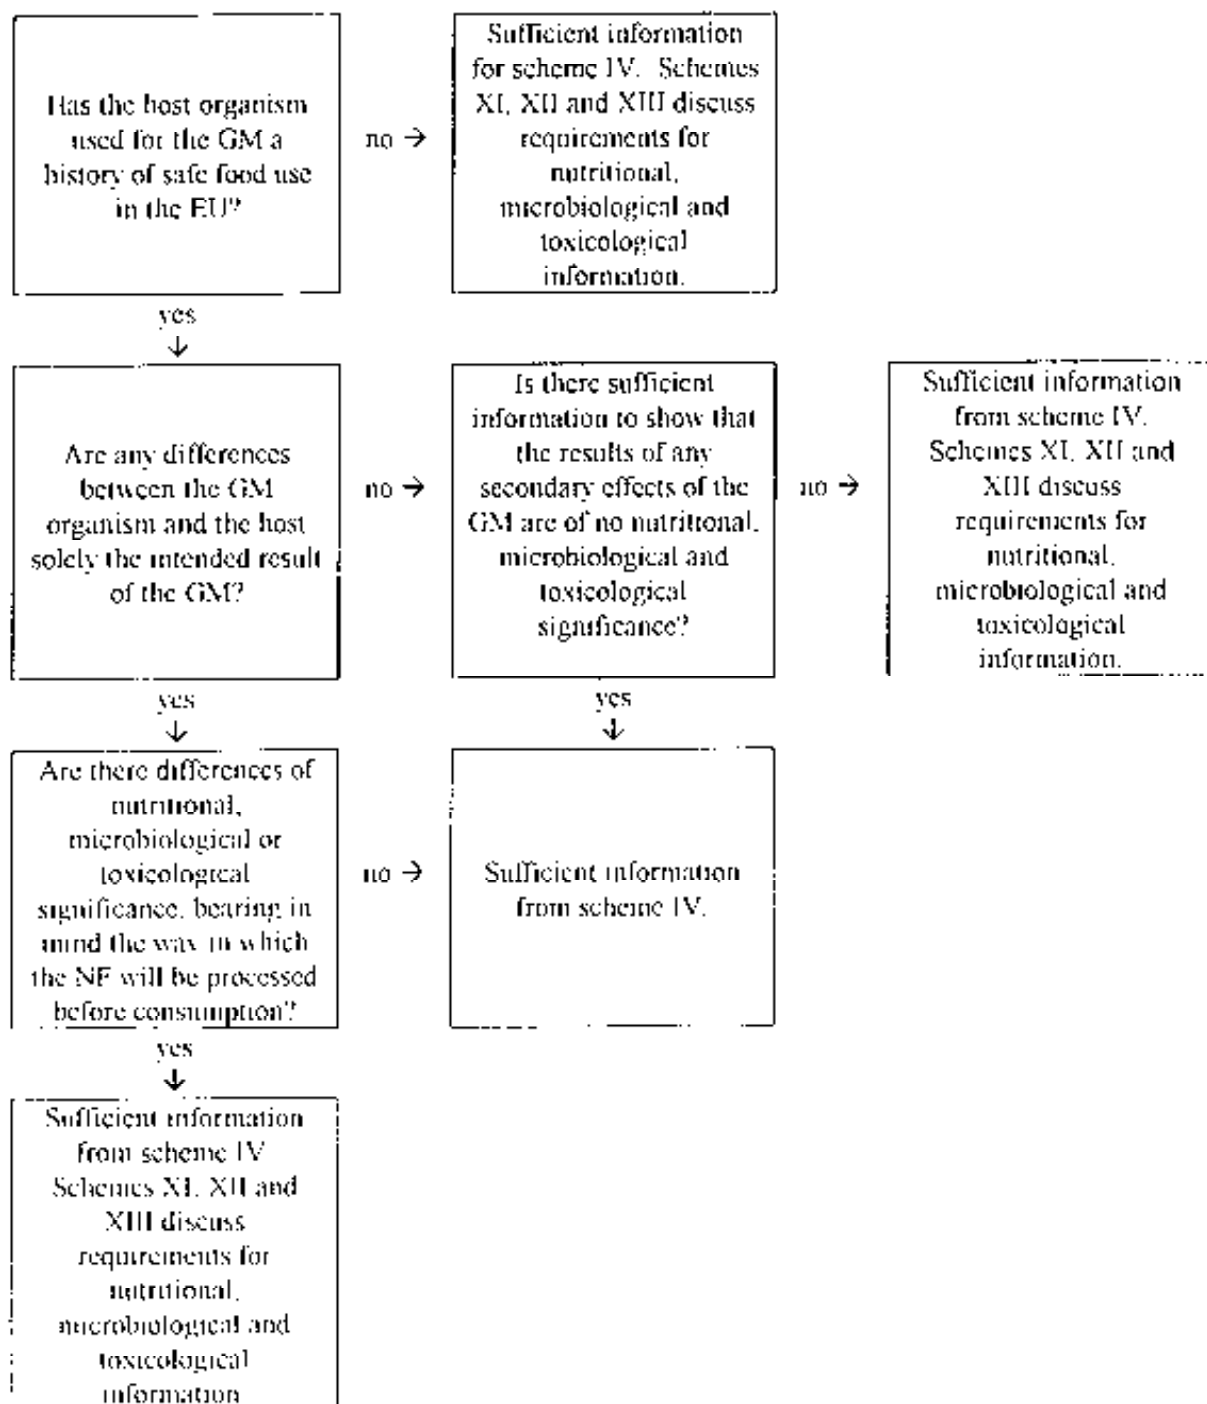 Has the host organism
used for the GM a
history of safe food use
in the EU?
no →
Sufficient information
for scheme IV. Schemes
XI, XII and XIII discuss
requirements for
nutritional,
microbiological and
toxicological
information.
yes
↓
Are any differences
between the GM
organism and the host
solely the intended result
of the GM?
no →
Is there sufficient
information to show that
the results of any
secondary effects of the
GM are of no nutritional,
microbiological and
toxicological
significance?
no →
Sufficient information
from scheme IV.
Schemes XI, XII and
XIII discuss
requirements for
nutritional,
microbiological and
toxicological
information.
yes
↓
yes
↓
Are there differences of
nutritional,
microbiological or
toxicological
significance, bearing in
mind the way in which
the NF will be processed
before consumption?
no →
Sufficient information
from scheme IV.
yes
↓
Sufficient information
from scheme IV
Schemes XI, XII and
XIII discuss
requirements for
nutritional,
microbiological and
toxicological
information